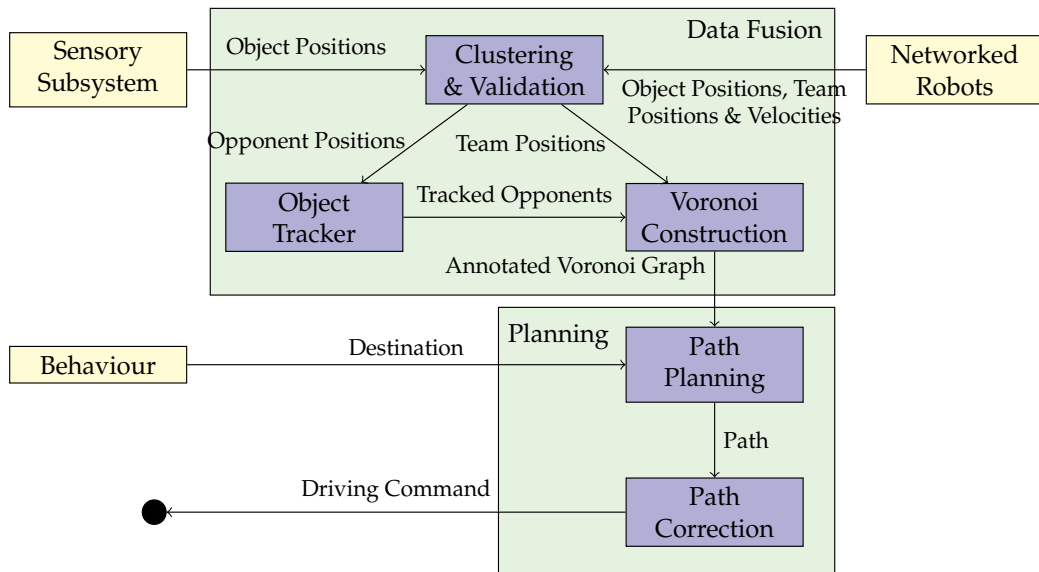 Sensory
Subsystem
Object Positions
Clustering
& Validation
Data Fusion
Networked
Robots
Object Positions, Team
Positions & Velocities
Opponent Positions
Team Positions
Object
Tracker
Tracked Opponents
Voronoi
Construction
Annotated Voronoi Graph
Planning
Behaviour
Destination
Path
Planning
Path
Driving Command
Path
Correction